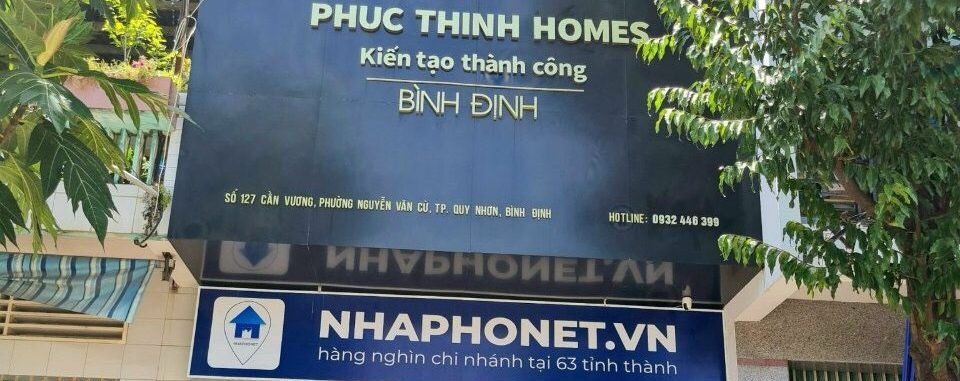 PHUC THINH HOMES
Kiến tạo thành công
BÌNH ĐỊNH
SỐ 127 CẦN VƯƠNG, PHƯỜNG NGUYỄN VĂN CỪ, TP. QUY NHƠN, BÌNH ĐỊNH
HOTLINE: 0932 446 399
NHAPHONET.VN
NHAPHONET
NHAPHONET.VN
hàng nghìn chi nhánh tại 63 tỉnh thành